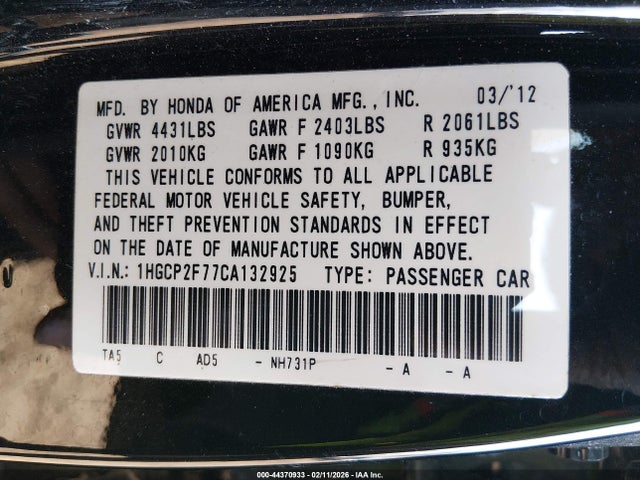 MFD. BY HONDA OF AMERICA MFG., INC. 03/'12
GVWR 4431LBS GAWR F 2403LBS R 2061LBS
GVWR 2010KG GAWR F 1090KG R 935KG
THIS VEHICLE CONFORMS TO ALL APPLICABLE
FEDERAL MOTOR VEHICLE SAFETY, BUMPER,
AND THEFT PREVENTION STANDARDS IN EFFECT
ON THE DATE OF MANUFACTURE SHOWN ABOVE.
V.I.N.: 1HGCP2F77CA132925 TYPE: PASSENGER CAR
TA5 C AD5 - NH731P - A - A
000-44370933 - 02/11/2026 - IAA Inc.